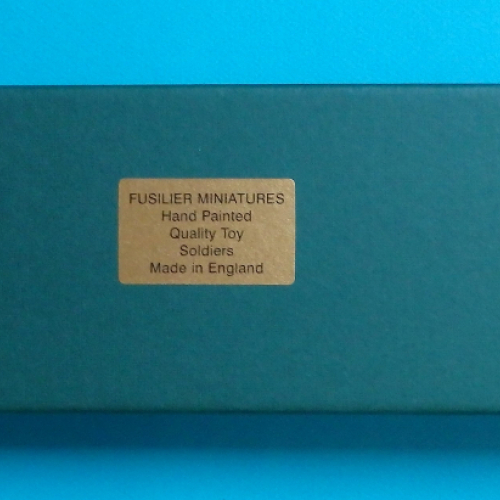 FUSILIER MINIATURES
Hand Painted
Quality Toy
Soldiers
Made in England